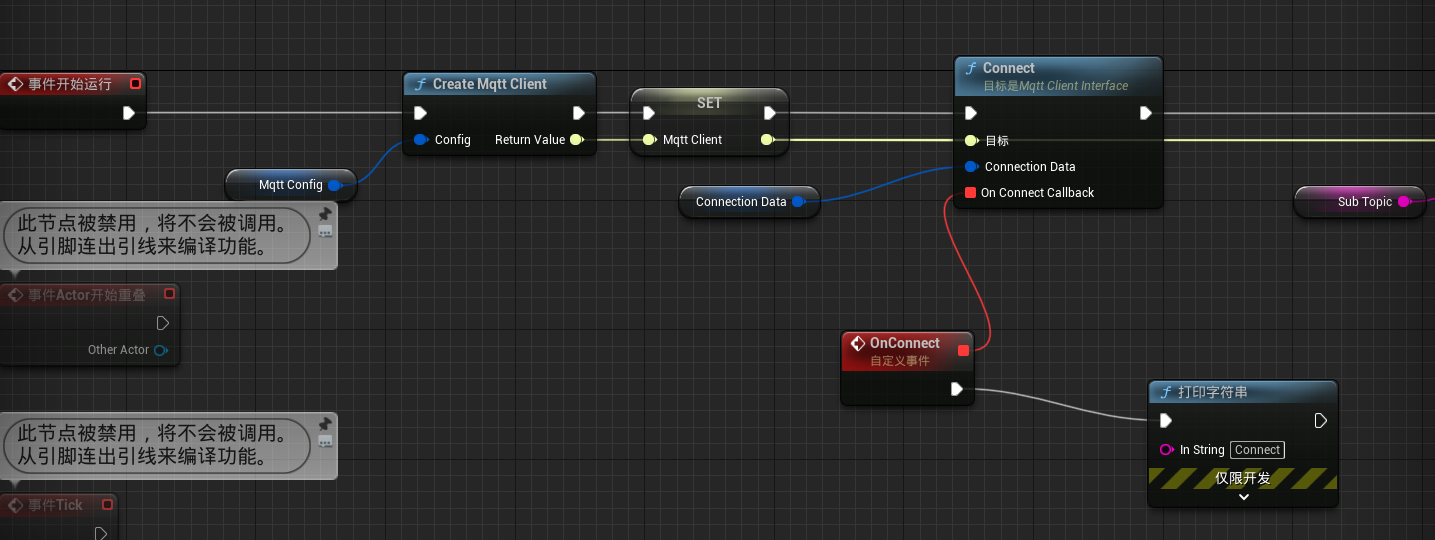 事件开始运行
Create Mqtt Client
Config
Return Value
SET
Mqtt Client
Connect
目标是Mqtt Client Interface
目标
Connection Data
On Connect Callback
Mqtt Config
Connection Data
Sub Topic
此节点被禁用，将不会被调用。
从引脚连出引线来编译功能。
事件Actor开始重叠
Other Actor
OnConnect
自定义事件
打印字符串
In String
Connect
仅限开发
此节点被禁用，将不会被调用。
从引脚连出引线来编译功能。
事件Tick